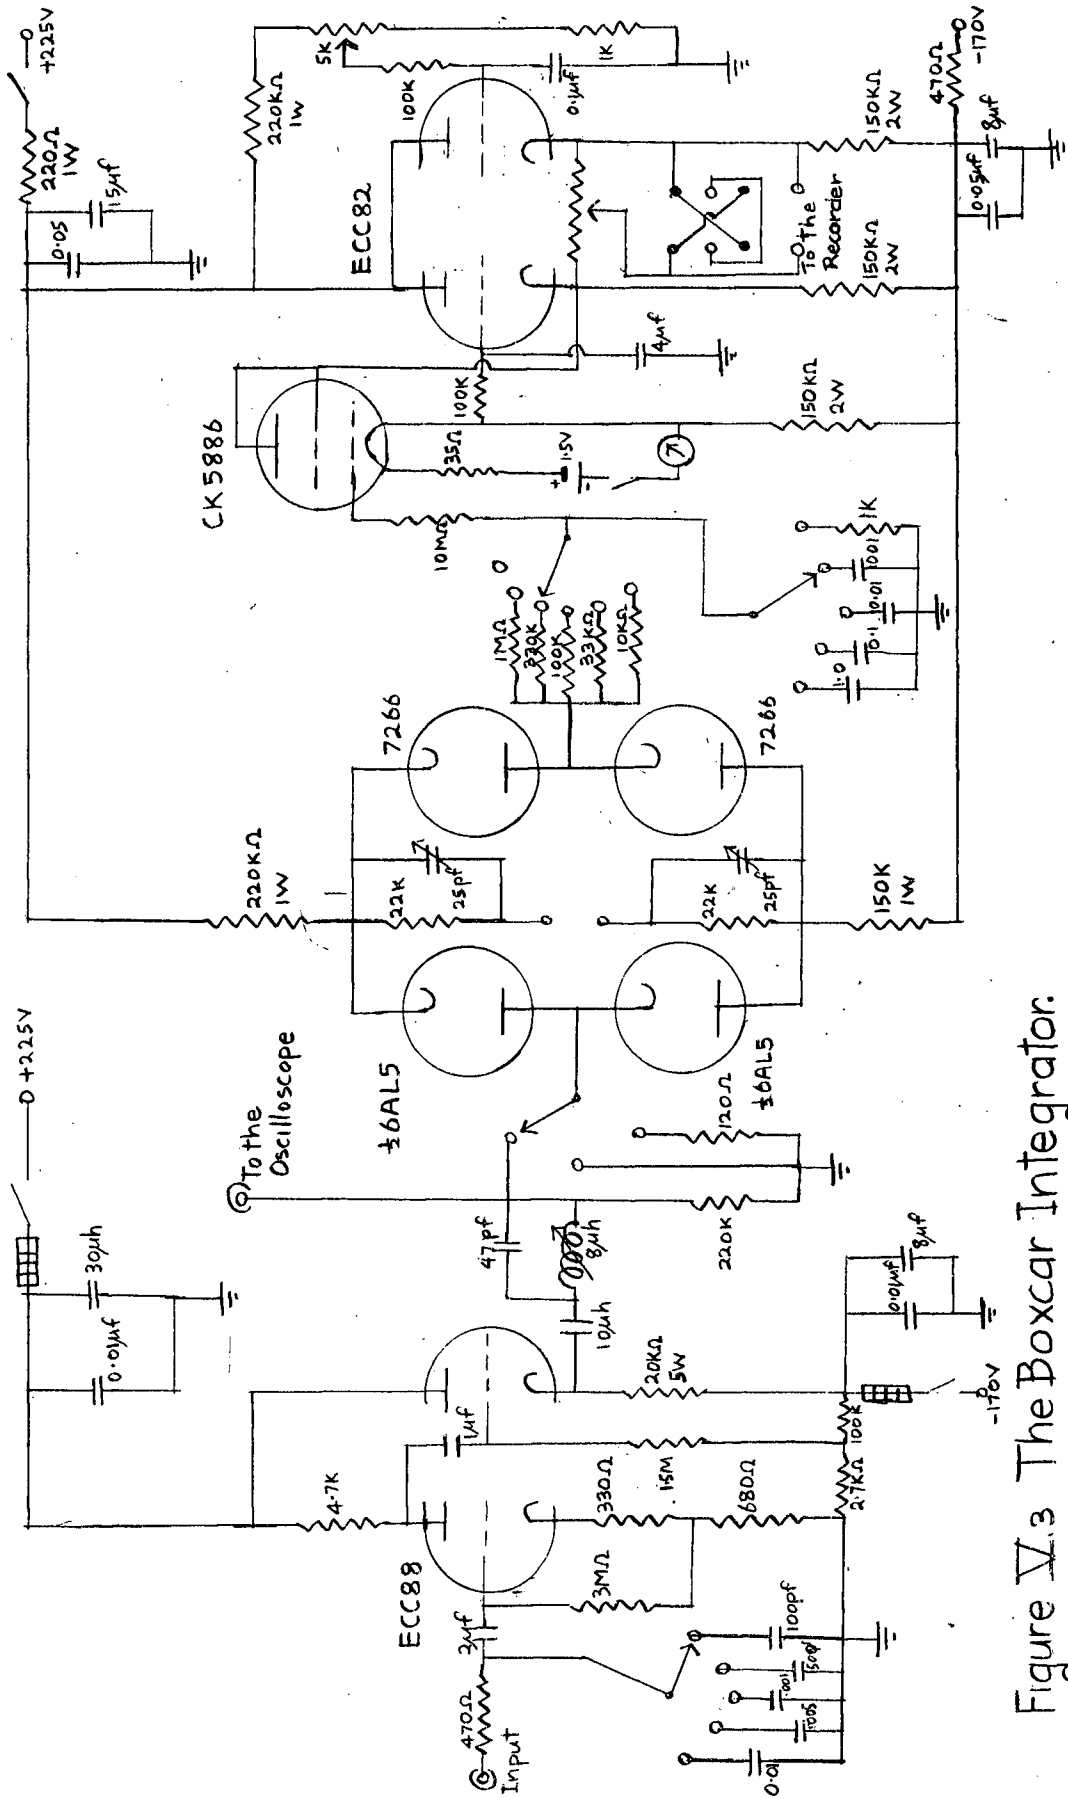 +225V
+225V
220Ω
1W
15μf
0.05
220KΩ
1W
5K
1K
100K
0.1μf
ECC82
CK5886
100K
35Ω
1.5V
+
10MΩ
4μf
150KΩ
2W
150KΩ
2W
150KΩ
2W
To the
Recorder
470Ω
-170V
8μf
0.05μf
1MΩ
330K
100K
33KΩ
10KΩ
1K
.001
0.01
0.1
1.0
7266
7266
220KΩ
1W
22K
25pf
22K
25pf
150K
1W
½6AL5
½6AL5
To the
Oscilloscope
120Ω
220K
47pf
8μh
10μh
30μh
0.01μf
20KΩ
5W
0.01μf
8μf
-170V
100K
2.7KΩ
1μf
4.7K
ECC88
330Ω
1.5M
680Ω
3MΩ
2μf
470Ω
Input
100pf
500pf
.001
.005
0.01
Figure V.3 The Boxcar Integrator.